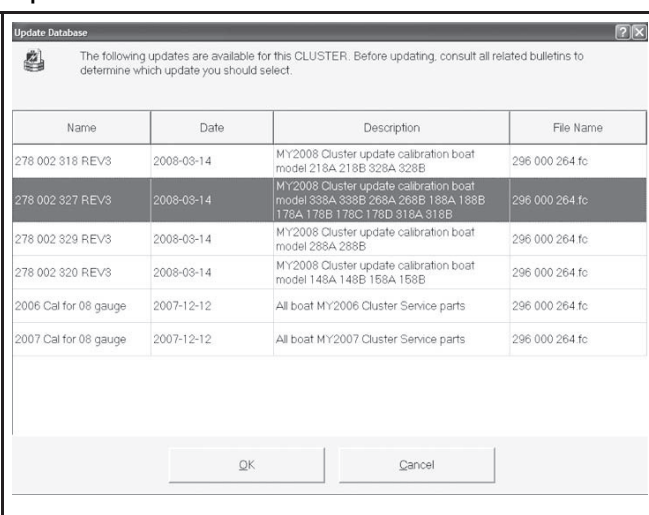 Update Database
The following updates are available for this CLUSTER. Before updating, consult all related bulletins to
determine which update you should select.
Name Date Description File Name
278 002 318 REV3 2008-03-14 MY2008 Cluster update calibration boat
model 218A 218B 328A 328B 296 000 264.fc
MY2008 Cluster update calibration boat
278 002 327 REV3 2008-03-14 model 338A 338B 268A 268B 188A 188B 296 000 264.fc
178A 178B 178C 178D 318A 318B
278 002 329 REV3 2008-03-14 MY2008 Cluster update calibration boat
model 288A 288B 296 000 264.fc
278 002 320 REV3 2008-03-14 MY2008 Cluster update calibration boat
model 148A 148B 158A 158B 296 000 264.fc
2006 Cal for 08 gauge 2007-12-12 All boat MY2006 Cluster Service parts 296 000 264.fc
2007 Cal for 08 gauge 2007-12-12 All boat MY2007 Cluster Service parts 296 000 264.fc
OK Cancel